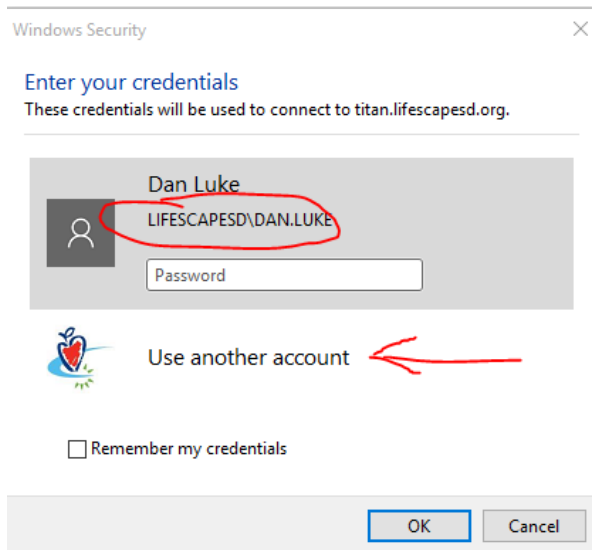 Windows Security
Enter your credentials
These credentials will be used to connect to titan.lifescapesd.org.
Dan Luke
LIFESCAPESD\DAN.LUKE
Password
Use another account
Remember my credentials
OK
Cancel